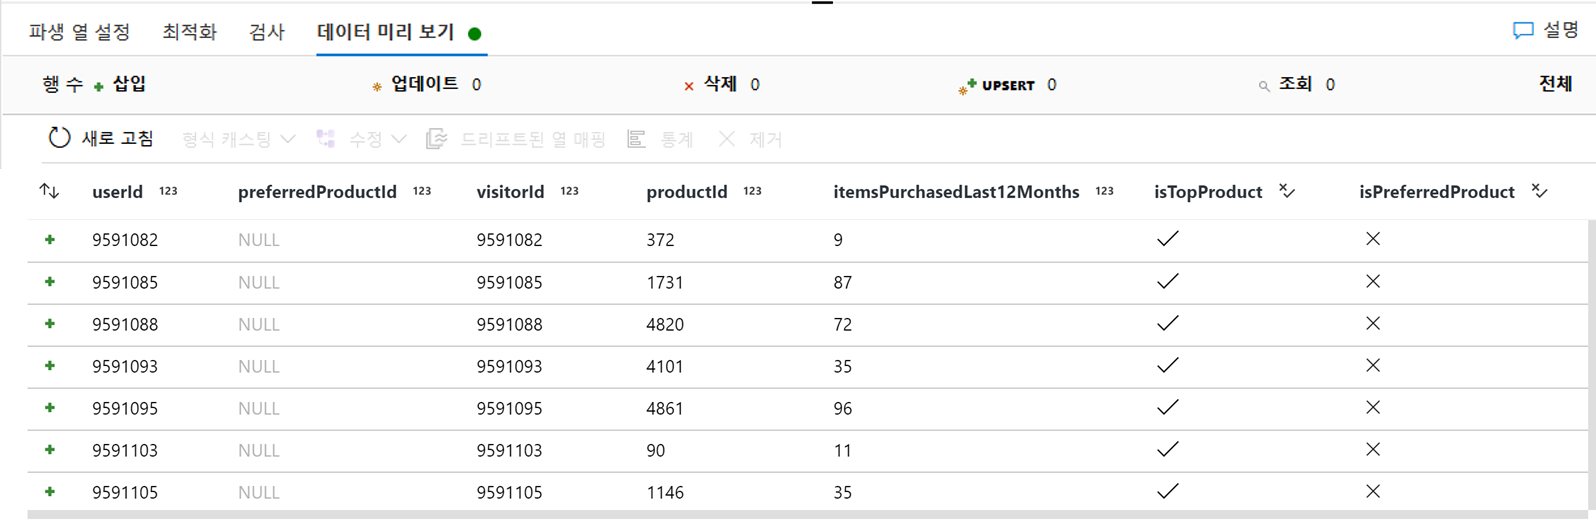 파생 열 설정 최적화 검사 데이터 미리 보기 설명
행 수 삽입 업데이트 0 삭제 0 UPSERT 0 조회 0 전체
새로 고침 형식 캐스팅 수정 드리프트된 열 매핑 통계 제거
userId 123 preferredProductId 123 visitorId 123 productId 123 itemsPurchasedLast12Months 123 isTopProduct isPreferredProduct
9591082 NULL 9591082 372 9
9591085 NULL 9591085 1731 87
9591088 NULL 9591088 4820 72
9591093 NULL 9591093 4101 35
9591095 NULL 9591095 4861 96
9591103 NULL 9591103 90 11
9591105 NULL 9591105 1146 35